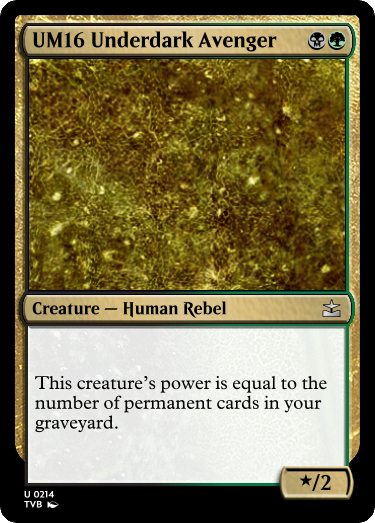 UM16 Underdark Avenger
Creature — Human Rebel
This creature's power is equal to the
number of permanent cards in your
graveyard.
★/2
U 0214
TVB